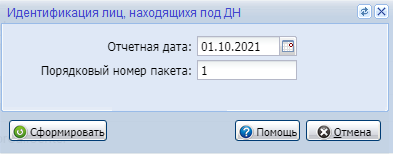 Идентификация лиц, находящихся под ДН
Отчетная дата: 01.10.2021
Порядковый номер пакета: 1
Сформировать Помощь Отмена